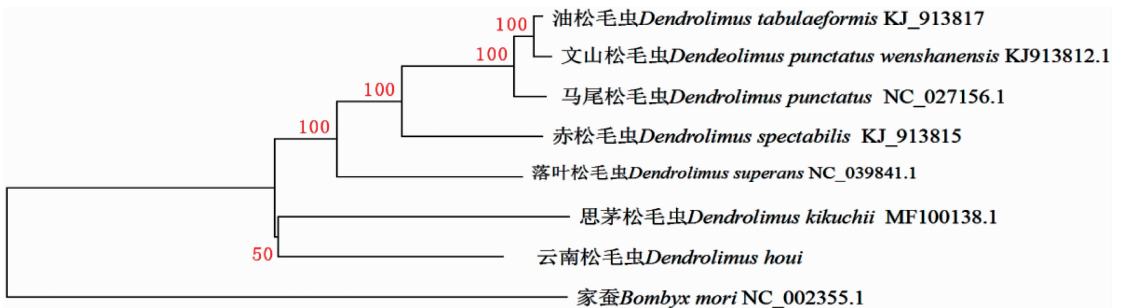 油松毛虫Dendrolimus tabulaeformis KJ_913817
100
文山松毛虫Dendeolimus punctatus wenshanensis KJ913812.1
100
马尾松毛虫Dendrolimus punctatus NC_027156.1
100
赤松毛虫Dendrolimus spectabilis KJ_913815
100
落叶松毛虫Dendrolimus superans NC_039841.1
思茅松毛虫Dendrolimus kikuchii MF100138.1
50
云南松毛虫Dendrolimus houi
家蚕Bombyx mori NC_002355.1